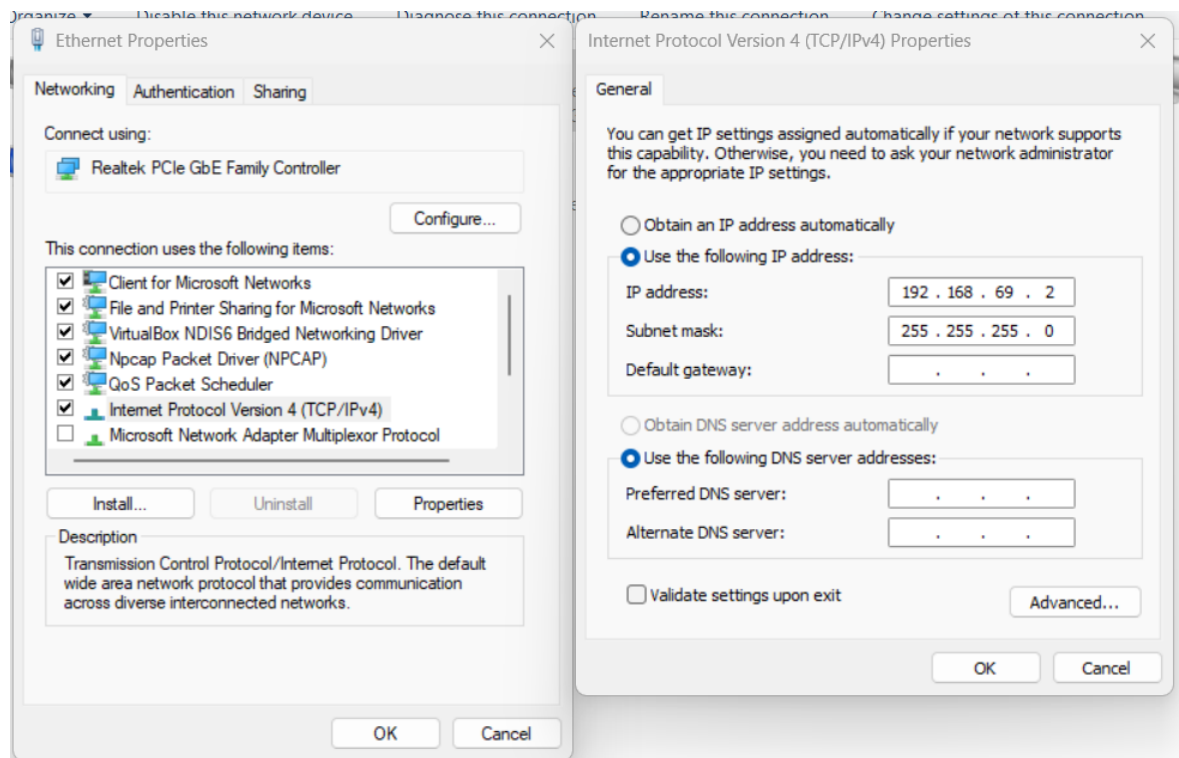 Organize Disable this network device Diagnose this connection Rename this connection Change settings of this connection
Ethernet Properties
Networking Authentication Sharing
Connect using:
Realtek PCIe GbE Family Controller
Configure...
This connection uses the following items:
Client for Microsoft Networks
File and Printer Sharing for Microsoft Networks
VirtualBox NDIS6 Bridged Networking Driver
Npcap Packet Driver (NPCAP)
QoS Packet Scheduler
Internet Protocol Version 4 (TCP/IPv4)
Microsoft Network Adapter Multiplexor Protocol
Install... Uninstall Properties
Description
Transmission Control Protocol/Internet Protocol. The default
wide area network protocol that provides communication
across diverse interconnected networks.
OK Cancel
Internet Protocol Version 4 (TCP/IPv4) Properties
General
You can get IP settings assigned automatically if your network supports
this capability. Otherwise, you need to ask your network administrator
for the appropriate IP settings.
Obtain an IP address automatically
Use the following IP address:
IP address: 192 . 168 . 69 . 2
Subnet mask: 255 . 255 . 255 . 0
Default gateway: . . .
Obtain DNS server address automatically
Use the following DNS server addresses:
Preferred DNS server: . . .
Alternate DNS server: . . .
Validate settings upon exit
Advanced...
OK Cancel